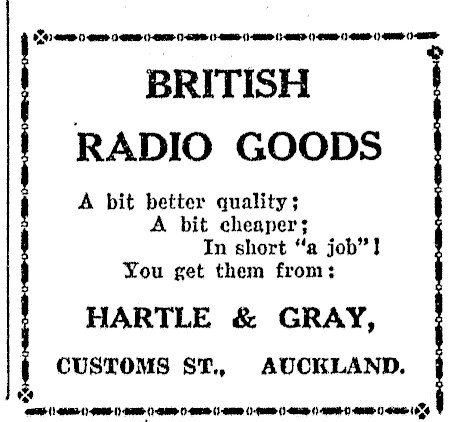 BRITISH
RADIO GOODS
A bit better quality;
A bit cheaper;
In short "a job"!
You get them from:
HARTLE & GRAY,
CUSTOMS ST., AUCKLAND.